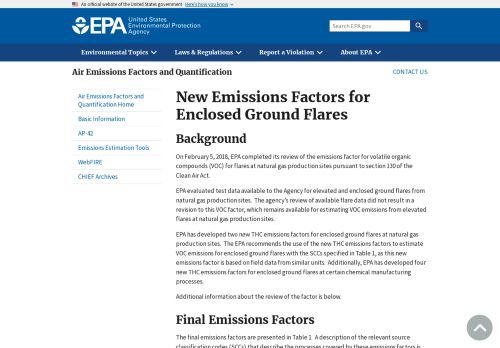 An official website of the United States government Here's how you know
EPA United States
Environmental Protection
Agency
Search EPA.gov
Environmental Topics
Laws & Regulations
Report a Violation
About EPA
Air Emissions Factors and Quantification
CONTACT US
Air Emissions Factors and
Quantification Home
Basic Information
AP-42
Emissions Estimation Tools
WebFIRE
CHIEF Archives
New Emissions Factors for
Enclosed Ground Flares
Background
On February 5, 2018, EPA completed its review of the emissions factor for volatile organic
compounds (VOC) for flares at natural gas production sites pursuant to section 130 of the
Clean Air Act.
EPA evaluated test data available to the Agency for elevated and enclosed ground flares from
natural gas production sites. The agency's review of available flare data did not result in a
revision to this VOC factor, which remains available for estimating VOC emissions from elevated
flares at natural gas production sites.
EPA has developed two new THC emissions factors for enclosed ground flares at natural gas
production sites. The EPA recommends the use of the new THC emissions factors to estimate
VOC emissions for enclosed ground flares with the SCCs specified in Table 1, as this new
emissions factor is based on field data from similar units. Additionally, EPA has developed four
new THC emissions factors for enclosed ground flares at certain chemical manufacturing
processes.
Additional information about the review of the factor is below.
Final Emissions Factors
The final emissions factors are presented in Table 1. A description of the relevant source
classification codes (SCCs) that describe the processes covered by these emissions factors is